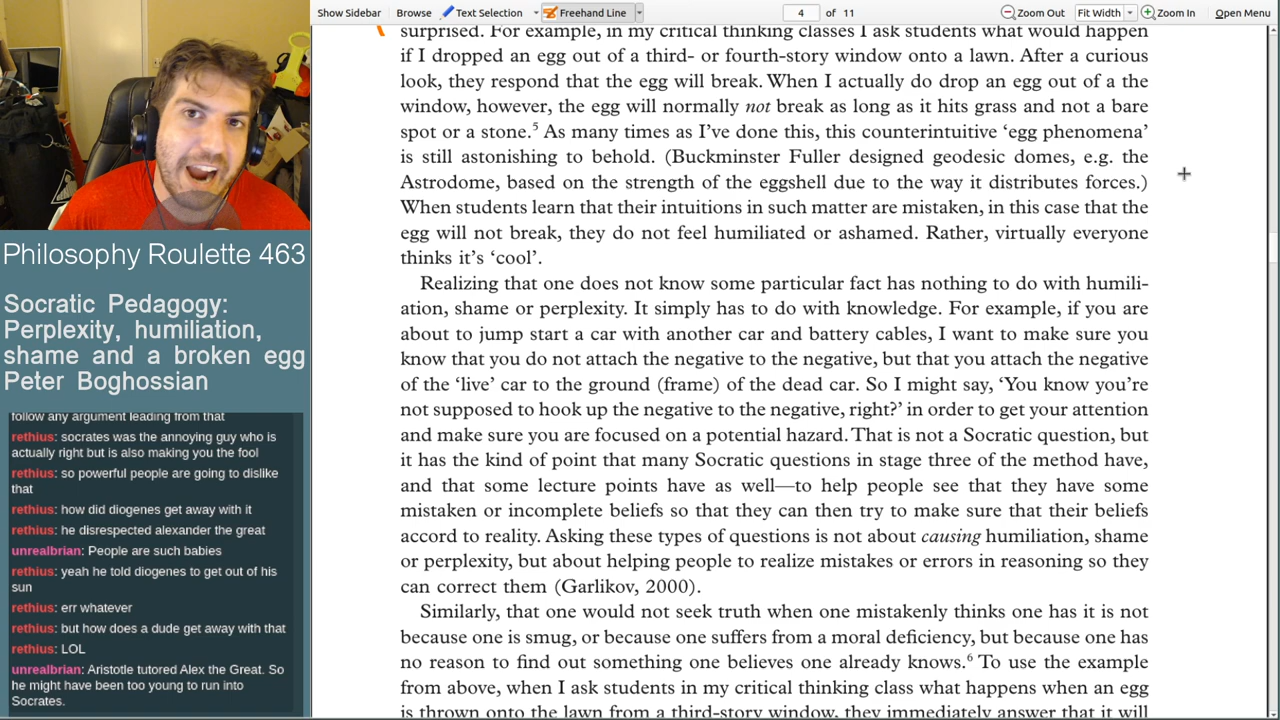 Show Sidebar Browse Text Selection Freehand Line 4 of 11 Zoom Out Fit Width Zoom In Open Menu
surprised. For example, in my critical thinking classes I ask students what would happen
if I dropped an egg out of a third- or fourth-story window onto a lawn. After a curious
look, they respond that the egg will break. When I actually do drop an egg out of a the
window, however, the egg will normally not break as long as it hits grass and not a bare
spot or a stone.5 As many times as I've done this, this counterintuitive 'egg phenomena'
is still astonishing to behold. (Buckminster Fuller designed geodesic domes, e.g. the
Astrodome, based on the strength of the eggshell due to the way it distributes forces.)
When students learn that their intuitions in such matter are mistaken, in this case that the
egg will not break, they do not feel humiliated or ashamed. Rather, virtually everyone
thinks it's 'cool'.
Realizing that one does not know some particular fact has nothing to do with humili-
ation, shame or perplexity. It simply has to do with knowledge. For example, if you are
about to jump start a car with another car and battery cables, I want to make sure you
know that you do not attach the negative to the negative, but that you attach the negative
of the 'live' car to the ground (frame) of the dead car. So I might say, 'You know you're
not supposed to hook up the negative to the negative, right?' in order to get your attention
and make sure you are focused on a potential hazard. That is not a Socratic question, but
it has the kind of point that many Socratic questions in stage three of the method have,
and that some lecture points have as well—to help people see that they have some
mistaken or incomplete beliefs so that they can then try to make sure that their beliefs
accord to reality. Asking these types of questions is not about causing humiliation, shame
or perplexity, but about helping people to realize mistakes or errors in reasoning so they
can correct them (Garlikov, 2000).
Similarly, that one would not seek truth when one mistakenly thinks one has it is not
because one is smug, or because one suffers from a moral deficiency, but because one has
no reason to find out something one believes one already knows.6 To use the example
from above, when I ask students in my critical thinking class what happens when an egg
is thrown onto the lawn from a third-story window, they immediately answer that it will
Philosophy Roulette 463
Socratic Pedagogy:
Perplexity, humiliation,
shame and a broken egg
Peter Boghossian
follow any argument leading from that
rethius: socrates was the annoying guy who is
actually right but is also making you the fool
rethius: so powerful people are going to dislike
that
rethius: how did diogenes get away with it
rethius: he disrespected alexander the great
unrealbrian: People are such babies
rethius: yeah he told diogenes to get out of his
sun
rethius: err whatever
rethius: but how does a dude get away with that
rethius: LOL
unrealbrian: Aristotle tutored Alex the Great. So
he might have been too young to run into
Socrates.